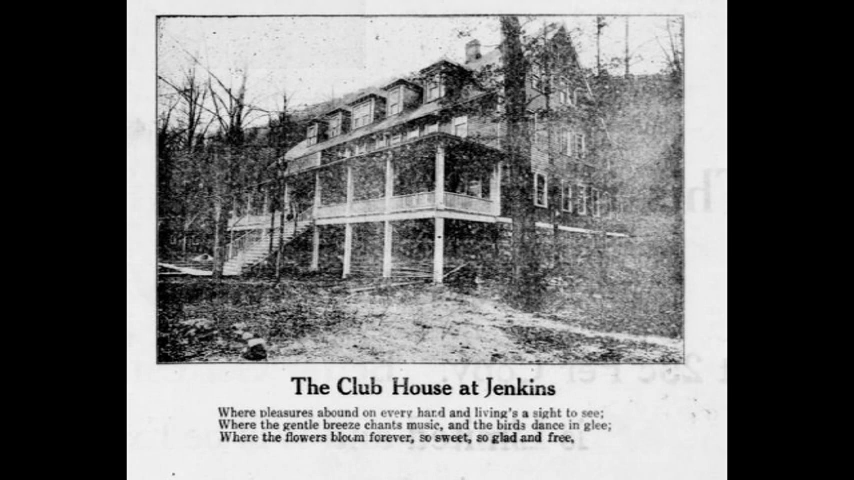 The Club House at Jenkins
Where pleasures abound on every hand and living's a sight to see;
Where the gentle breeze chants music, and the birds dance in glee;
Where the flowers bloom forever, so sweet, so glad and free,